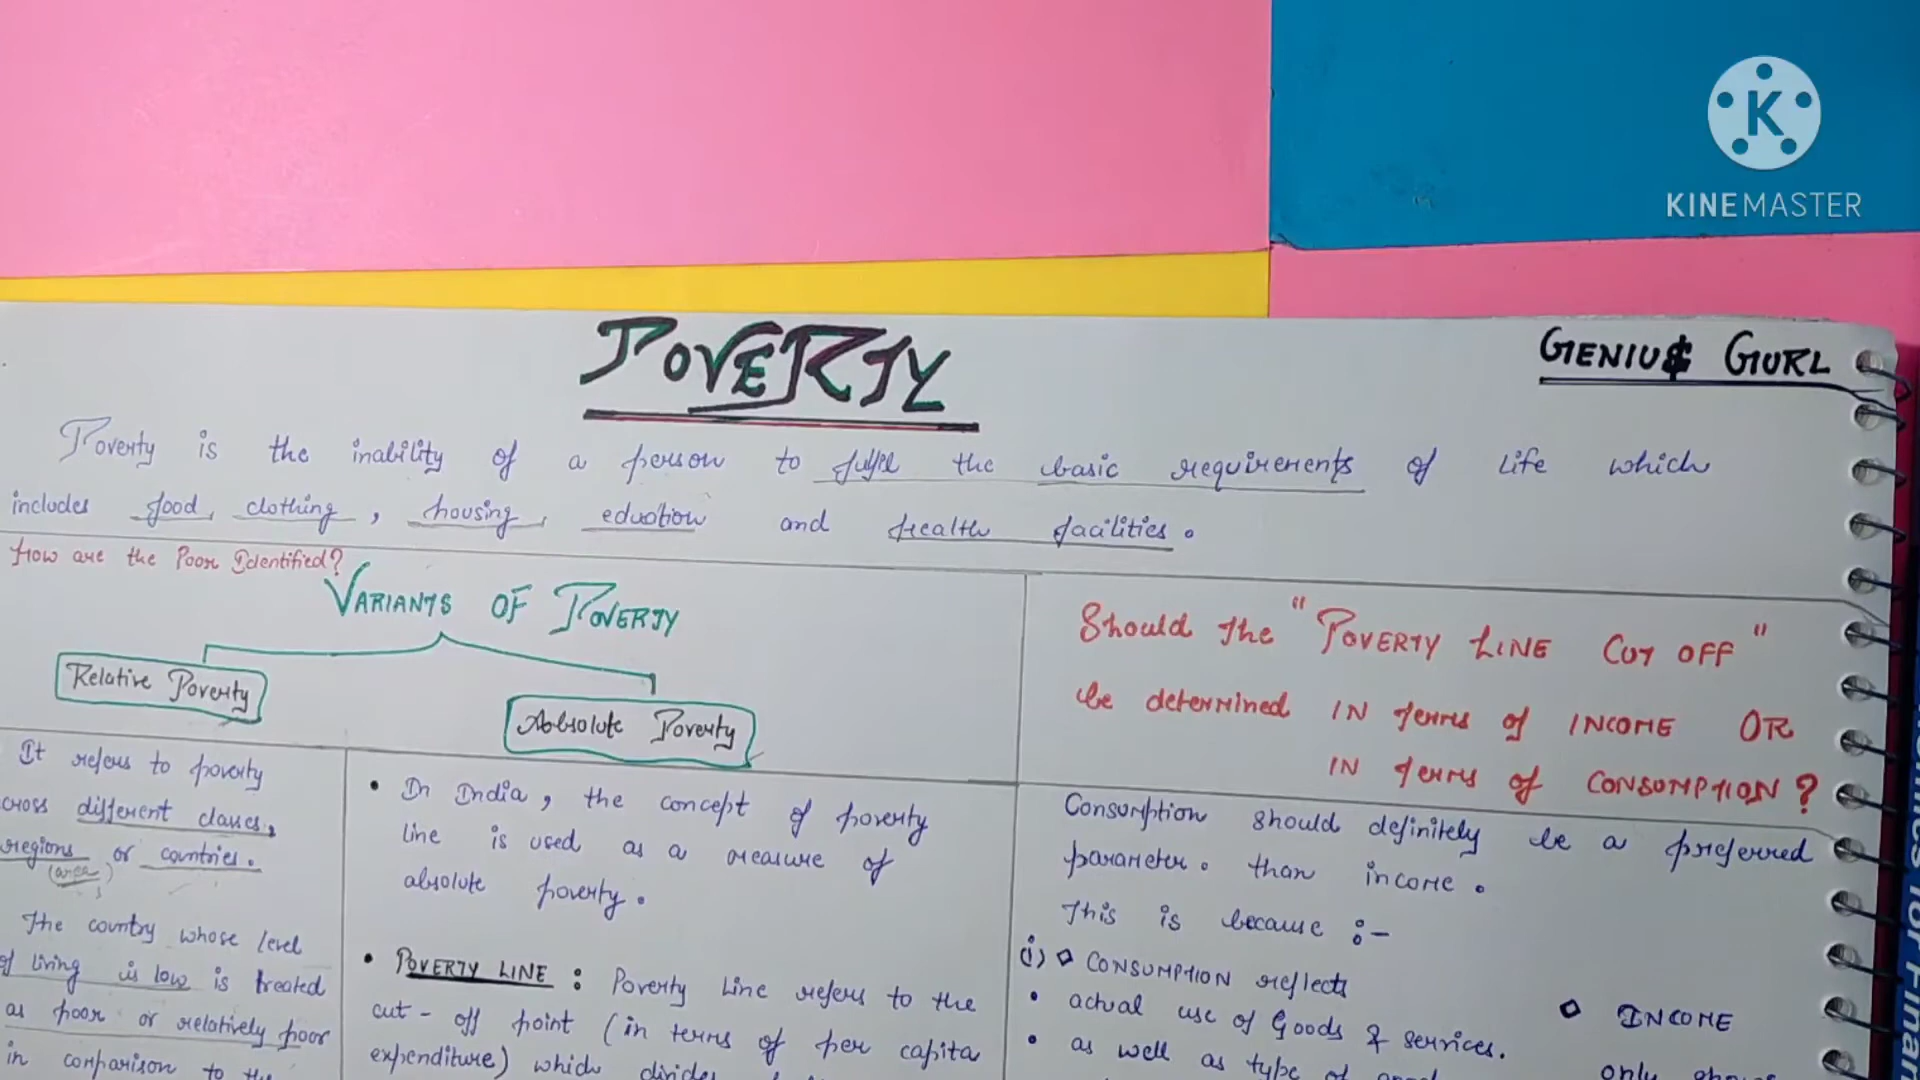 KINEMASTER
POVERTY
GENIU$ GURL
Poverty is the inability of a person to fulfil the basic requirements of life which
includes food, clothing, housing, eduation and health facilities.
How are the Poor Identified?
VARIANTS OF POVERTY
Relative Poverty
Absolute Poverty
It refers to poverty
cross different classes,
regions or countries.
(area)
The country whose level
of living is low is treated
as poor or relatively poor
in comparison to the
• In India, the concept of poverty
line is used as a measure of
absolute poverty.
• POVERTY LINE : Poverty Line refers to the
cut-off point (in terms of per capita
expenditure) which divides
Should the "POVERTY LINE CUT OFF"
be determined IN terms of INCOME OR
IN terms of CONSUMPTION?
Consumption should definitely be a preferred
parameter. than income.
This is because :-
(i) CONSUMPTION reflects
• actual use of Goods & services.
• as well as type of
INCOME
only shows